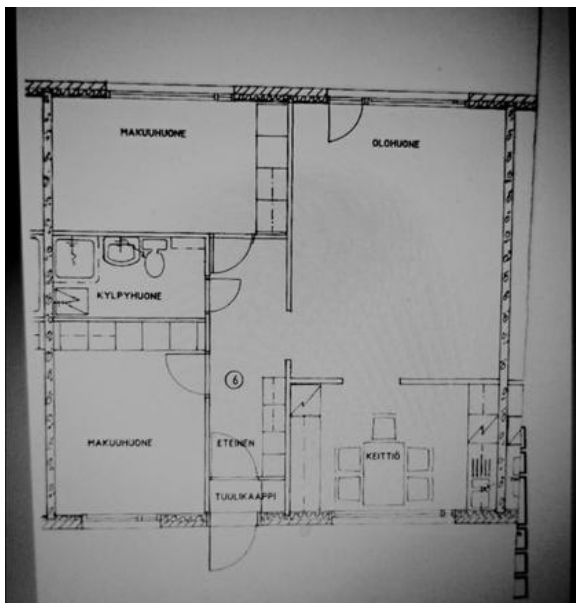 MAKUUHUONE
OLOHUONE
KYLPYHUONE
6
MAKUUHUONE
ETEINEN
KEITTIÖ
TUULIKAAPPI